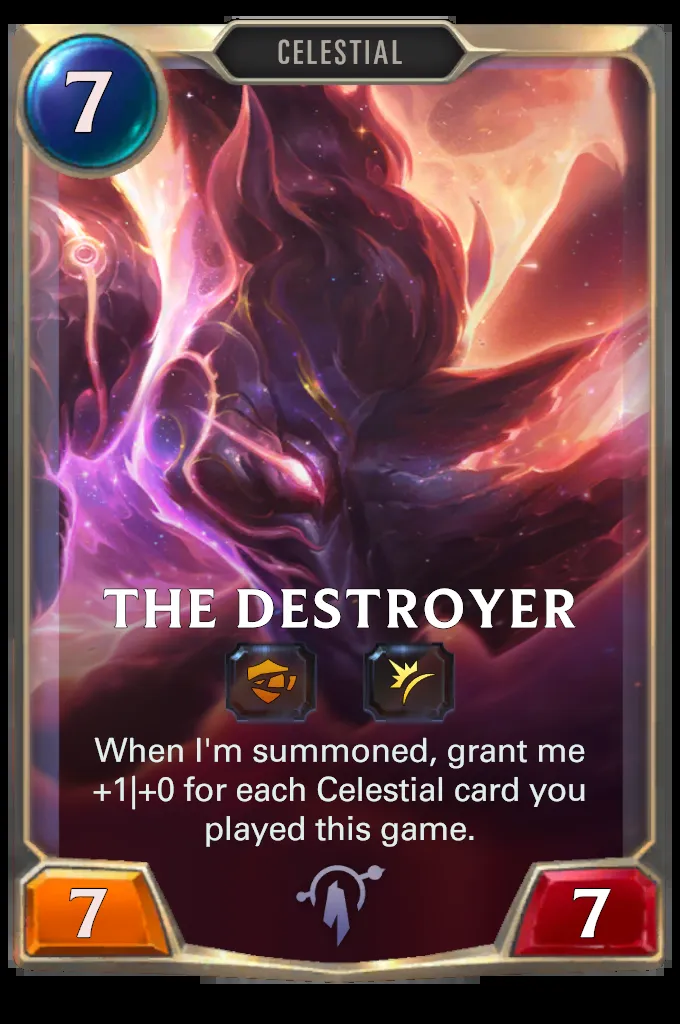 CELESTIAL
7
THE DESTROYER
When I'm summoned, grant me
+1|+0 for each Celestial card you
played this game.
7 7